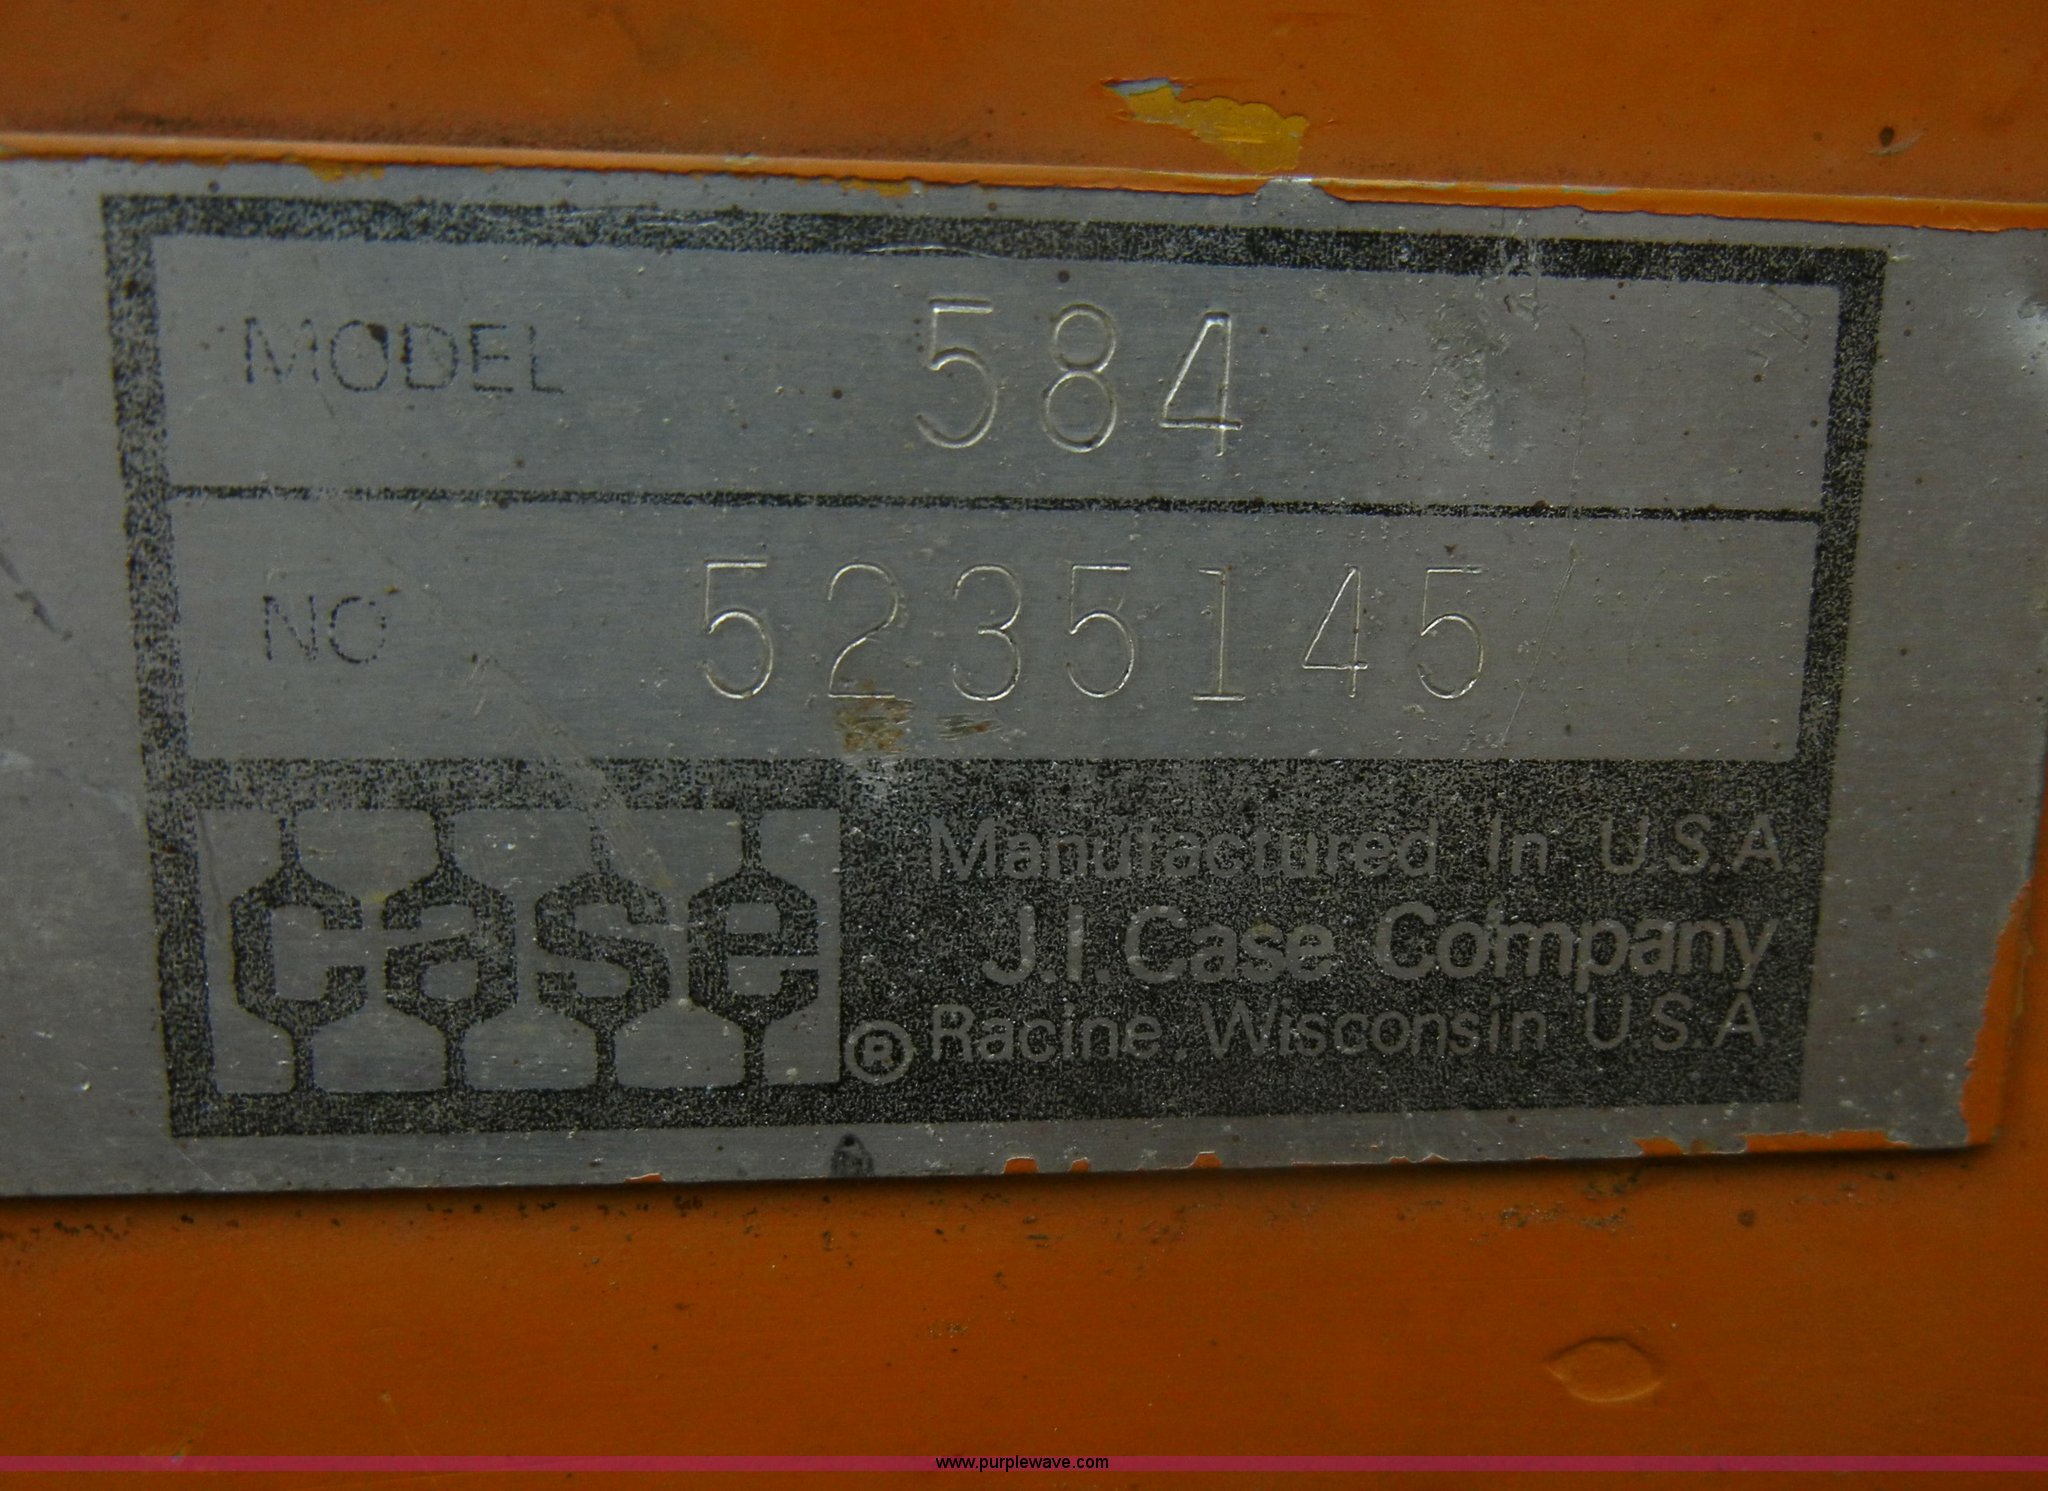 MODEL 584
NO 5235145
case ®
Manufactured In U.S.A.
J.I. Case Company
Racine, Wisconsin U.S.A.
www.purplewave.com